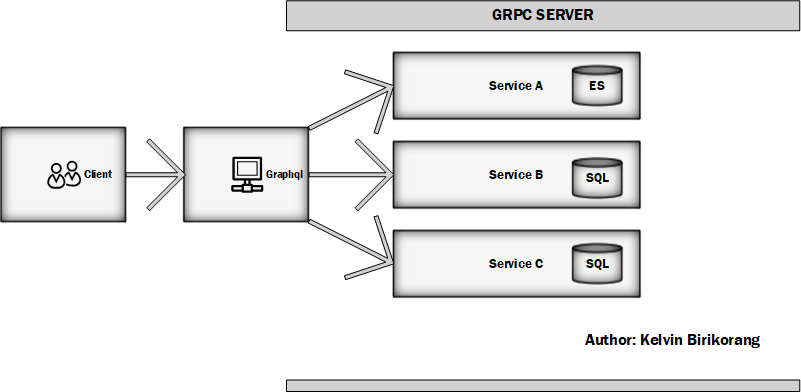 GRPC SERVER
Service A
ES
Client
Graphql
Service B
SQL
Service C
SQL
Author: Kelvin Birikorang